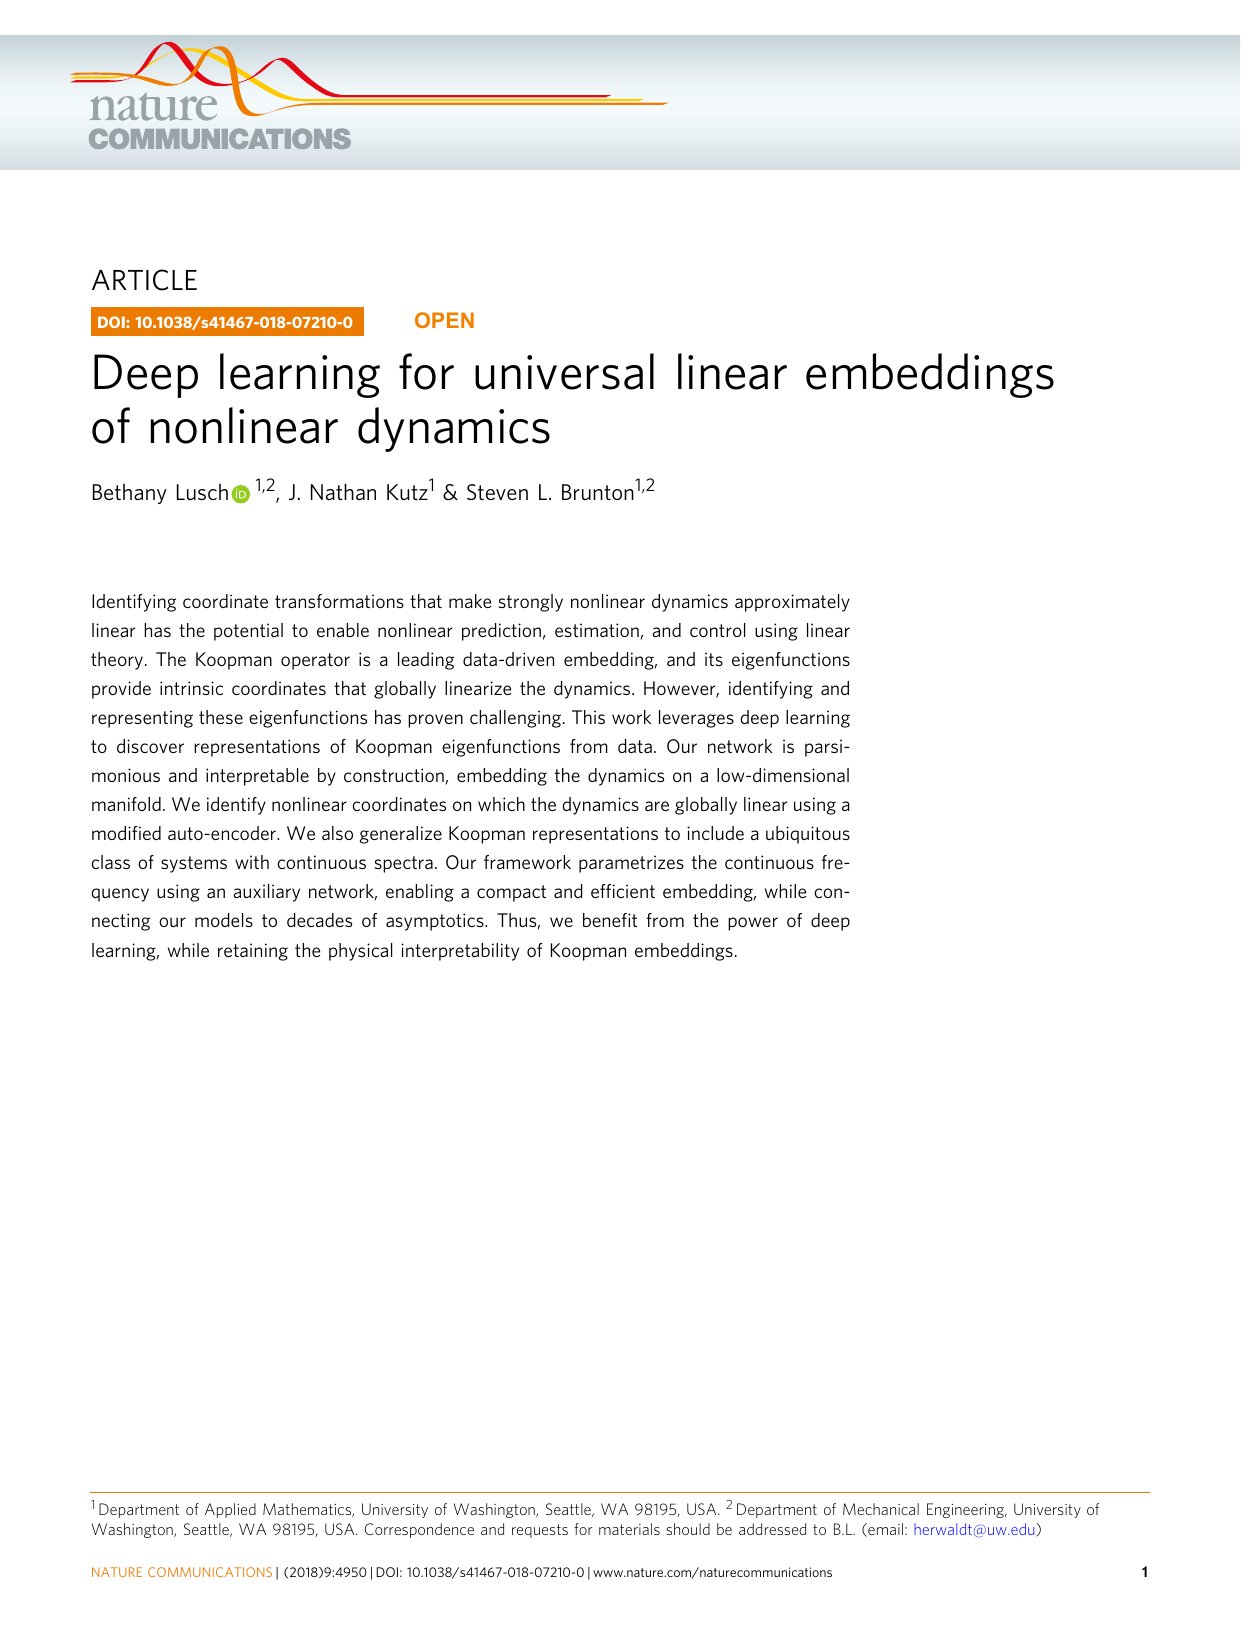 nature
COMMUNICATIONS
ARTICLE
DOI: 10.1038/s41467-018-07210-0 OPEN
Deep learning for universal linear embeddings
of nonlinear dynamics
Bethany Lusch iD 1,2, J. Nathan Kutz1 & Steven L. Brunton1,2
Identifying coordinate transformations that make strongly nonlinear dynamics approximately
linear has the potential to enable nonlinear prediction, estimation, and control using linear
theory. The Koopman operator is a leading data-driven embedding, and its eigenfunctions
provide intrinsic coordinates that globally linearize the dynamics. However, identifying and
representing these eigenfunctions has proven challenging. This work leverages deep learning
to discover representations of Koopman eigenfunctions from data. Our network is parsi-
monious and interpretable by construction, embedding the dynamics on a low-dimensional
manifold. We identify nonlinear coordinates on which the dynamics are globally linear using a
modified auto-encoder. We also generalize Koopman representations to include a ubiquitous
class of systems with continuous spectra. Our framework parametrizes the continuous fre-
quency using an auxiliary network, enabling a compact and efficient embedding, while con-
necting our models to decades of asymptotics. Thus, we benefit from the power of deep
learning, while retaining the physical interpretability of Koopman embeddings.
1 Department of Applied Mathematics, University of Washington, Seattle, WA 98195, USA. 2 Department of Mechanical Engineering, University of
Washington, Seattle, WA 98195, USA. Correspondence and requests for materials should be addressed to B.L. (email: herwaldt@uw.edu)
NATURE COMMUNICATIONS | (2018)9:4950 | DOI: 10.1038/s41467-018-07210-0 | www.nature.com/naturecommunications 1